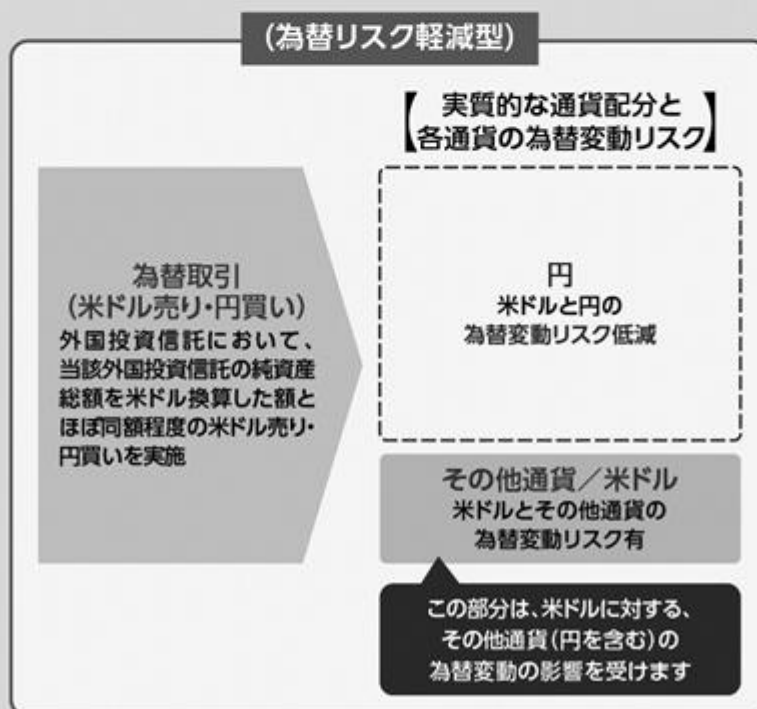 (為替リスク軽減型)
【実質的な通貨配分と
各通貨の為替変動リスク】
為替取引
(米ドル売り・円買い)
外国投資信託において、
当該外国投資信託の純資産
総額を米ドル換算した額と
ほぼ同額程度の米ドル売り・
円買いを実施
円
米ドルと円の
為替変動リスク低減
その他通貨／米ドル
米ドルとその他通貨の
為替変動リスク有
この部分は、米ドルに対する、
その他通貨(円を含む)の
為替変動の影響を受けます